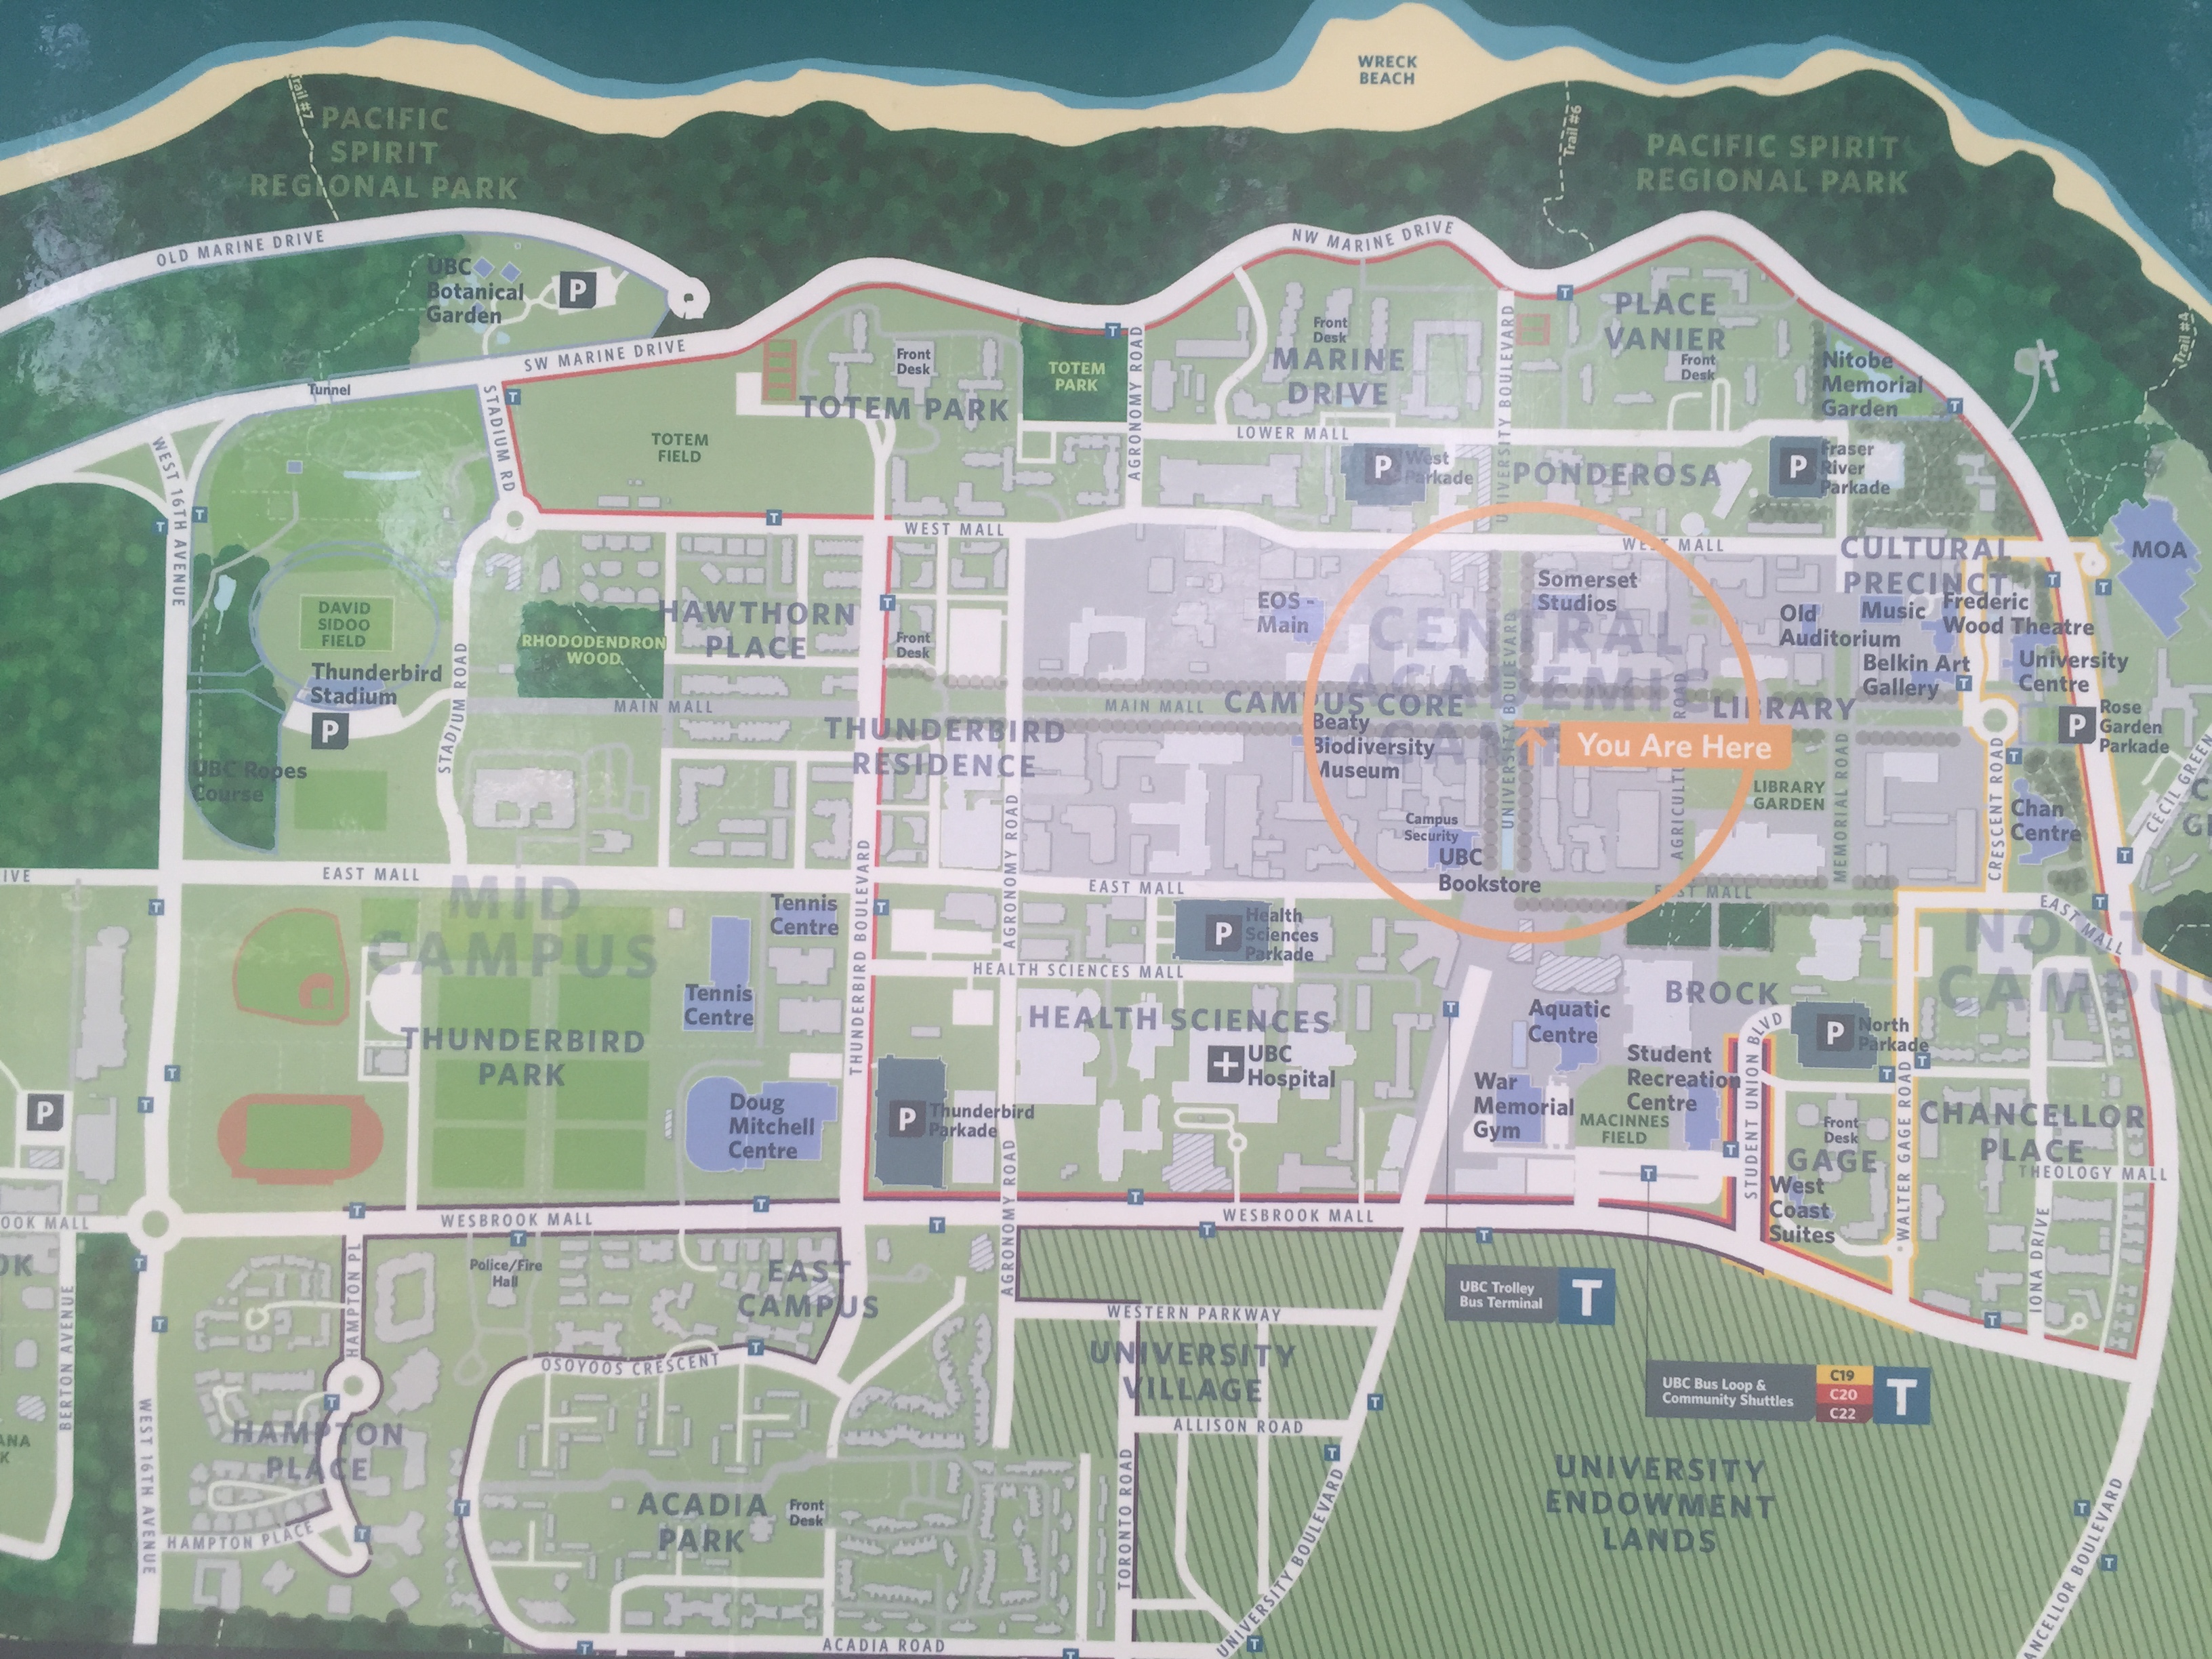 WRECK
BEACH
Trail #7
PACIFIC
SPIRIT
REGIONAL PARK
Trail #6
PACIFIC SPIRIT
REGIONAL PARK
OLD MARINE DRIVE
NW MARINE DRIVE
UBC
Botanical
Garden
P
SW MARINE DRIVE
Tunnel
Trail #4
T
T
Front
Desk
TOTEM PARK
TOTEM
PARK
AGRONOMY ROAD
Front
Desk
MARINE
DRIVE
UNIVERSITY BOULEVARD
PLACE
VANIER
Front
Desk
Nitobe
Memorial
Garden
T
T
STADIUM RD
TOTEM
FIELD
LOWER MALL
P
West
Parkade
PONDEROSA
P
Fraser
River
Parkade
WEST 16TH AVENUE
T
T
T
WEST MALL
WEST MALL
CULTURAL
PRECINCT
MOA
DAVID
SIDOO
FIELD
Thunderbird
Stadium
P
UBC Ropes
Course
STADIUM ROAD
RHODODENDRON
WOOD
HAWTHORN
PLACE
T
Front
Desk
EOS -
Main
Somerset
Studios
CENTRAL
ACADEMIC
Old
Auditorium
Music
Frederic
Wood Theatre
Belkin Art
Gallery
T
University
Centre
T
T
MAIN MALL
MAIN MALL
CAMPUS CORE
LIBRARY
THUNDERBIRD
RESIDENCE
Beaty
Biodiversity
Museum
UNIVERSITY BOULEVARD
You Are Here
P
Rose
Garden
Parkade
LIBRARY
GARDEN
MEMORIAL ROAD
CRESCENT ROAD
T
Chan
Centre
CECIL GREEN
Campus
Security
UBC
Bookstore
AGRONOMY ROAD
EAST MALL
EAST MALL
EAST MALL
EAST MALL
T
T
MID
CAMPUS
Tennis
Centre
T
T
THUNDERBIRD BOULEVARD
P
Health
Sciences
Parkade
HEALTH SCIENCES MALL
Tennis
Centre
HEALTH SCIENCES
BROCK
THUNDERBIRD
PARK
P
UBC
Hospital
T
Aquatic
Centre
Student
Recreation
Centre
STUDENT UNION BLVD
P
North
Parkade
T
T
War
Memorial
Gym
MACINNES
FIELD
T
T
T
Doug
Mitchell
Centre
P
Thunderbird
Parkade
AGRONOMY ROAD
Front
Desk
GAGE
West
Coast
Suites
WALTER GAGE ROAD
CHANCELLOR
PLACE
THEOLOGY MALL
IONA DRIVE
T
T
WESBROOK MALL
WESBROOK MALL
T
T
T
T
T
T
Police/Fire
Hall
EAST
CAMPUS
HAMPTON PL
BERTON AVENUE
WEST 16TH AVENUE
T
T
UBC Trolley
Bus Terminal
T
WESTERN PARKWAY
UNIVERSITY
VILLAGE
T
OSOYOOS CRESCENT
T
UBC Bus Loop &
Community Shuttles
C19
C20
C22
T
T
HAMPTON
PLACE
ALLISON ROAD
T
T
TORONTO ROAD
UNIVERSITY BOULEVARD
UNIVERSITY
ENDOWMENT
LANDS
ACADIA
PARK
Front
Desk
T
HAMPTON PLACE
T
T
T
ACADIA ROAD
T
T
T